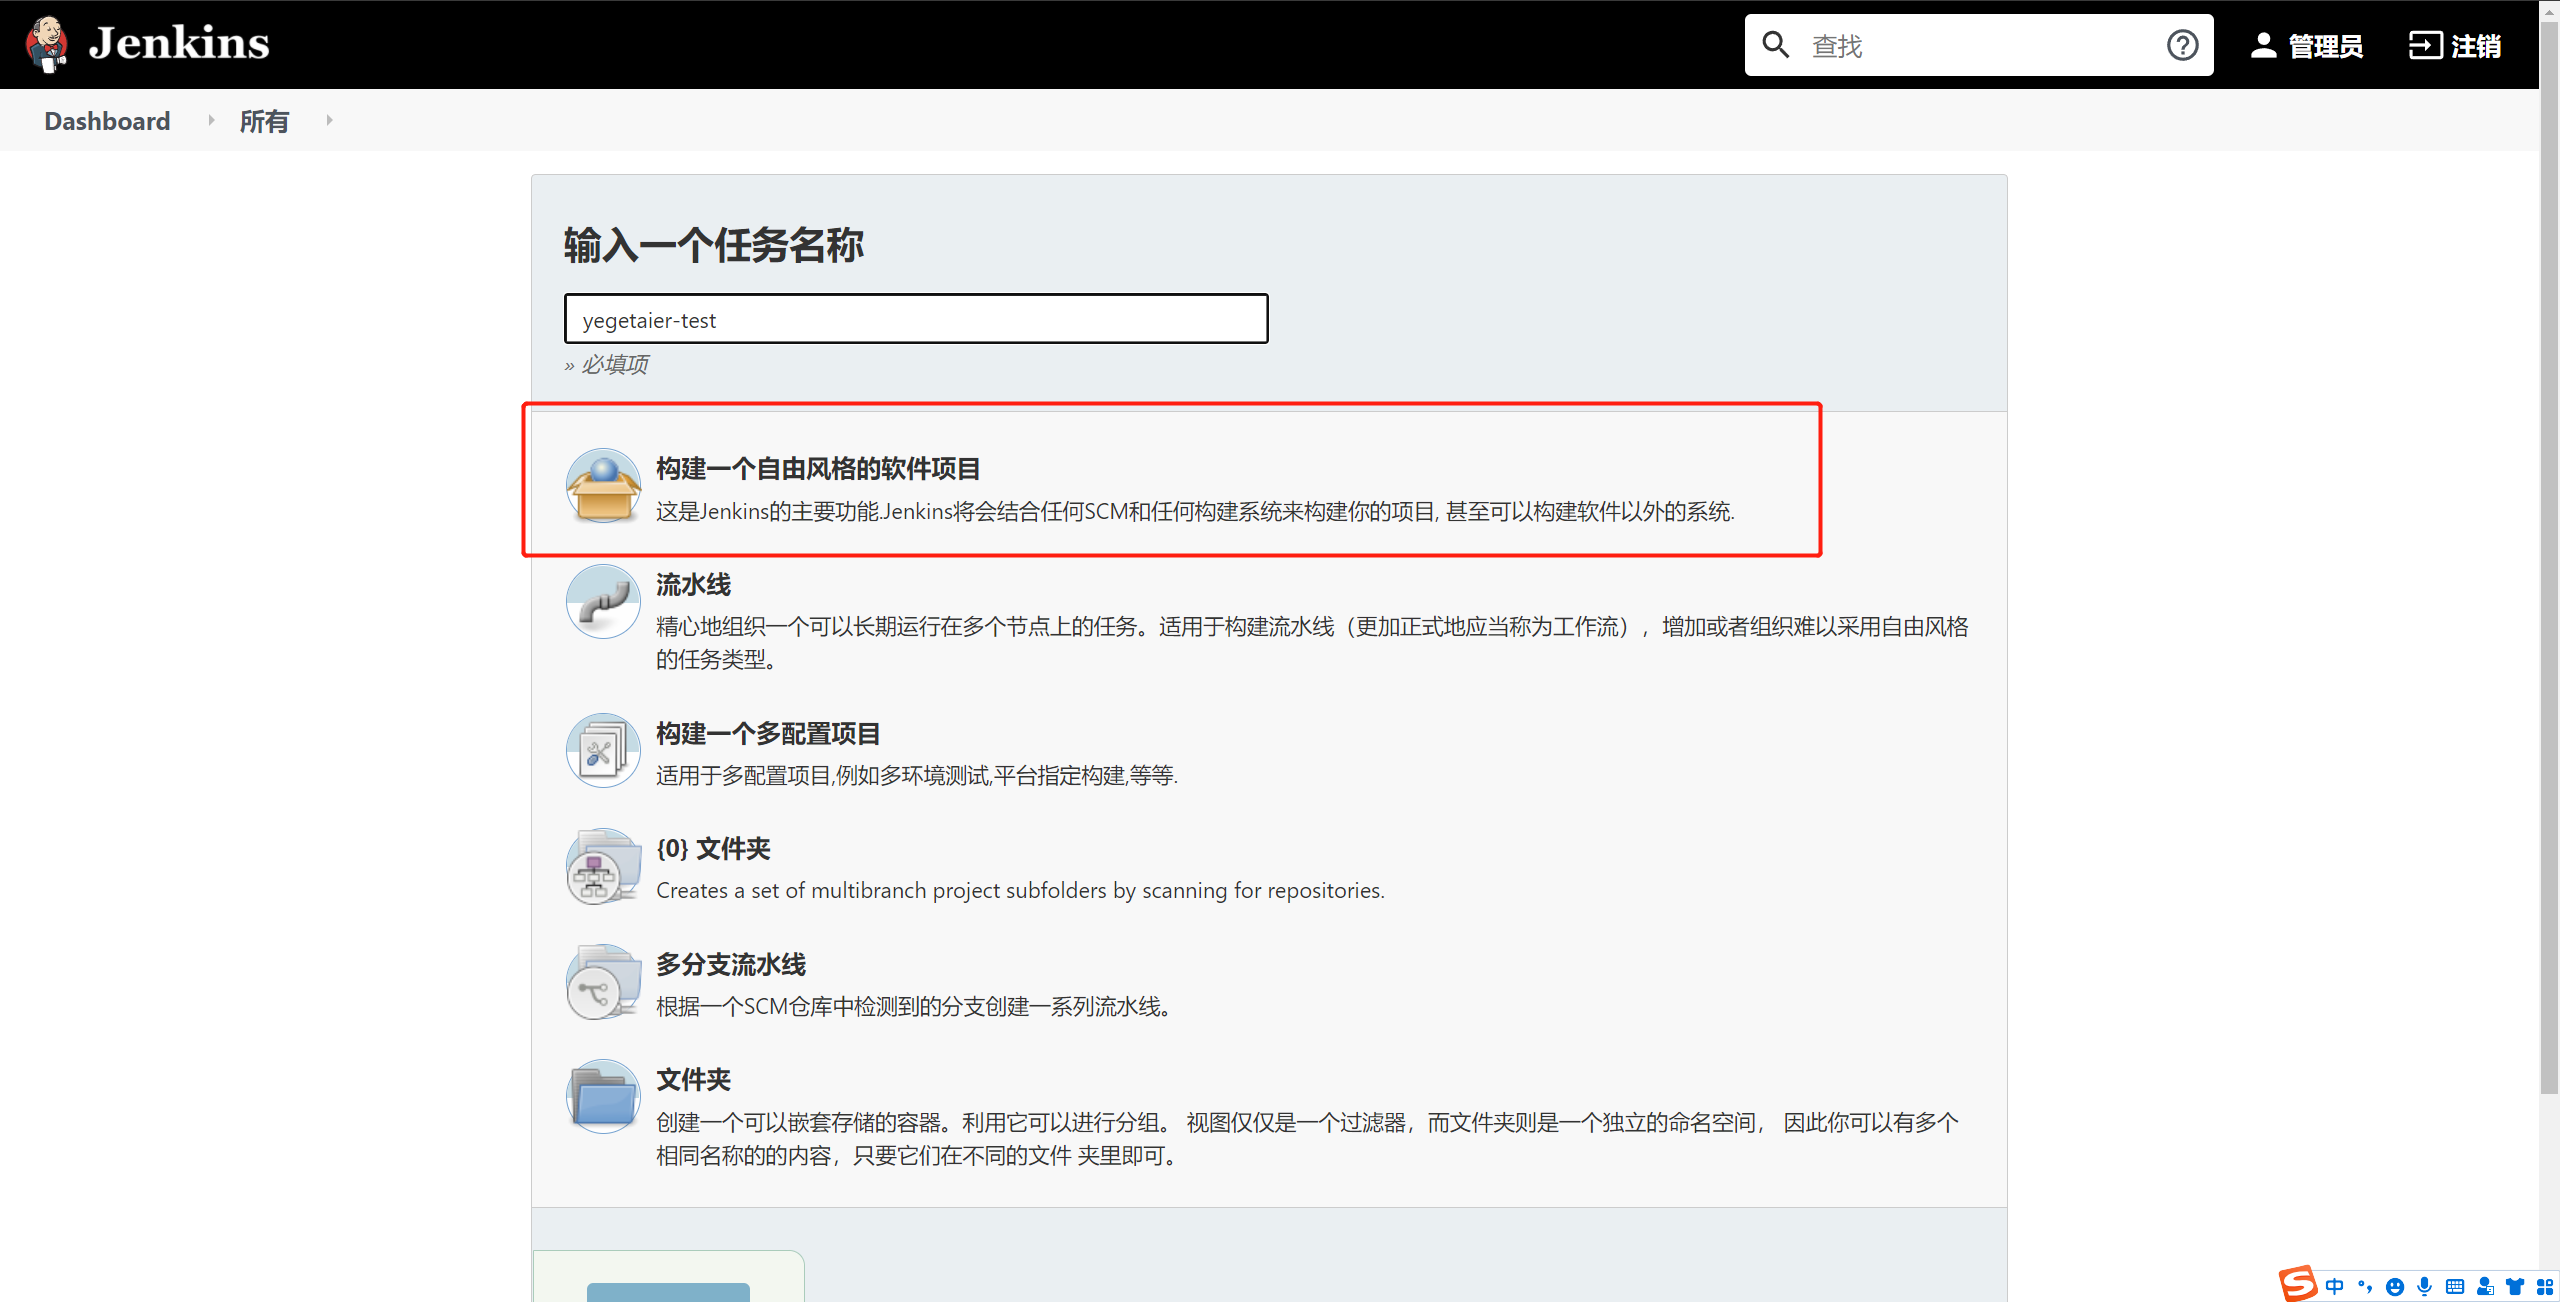 Jenkins
查找
管理员
注销
Dashboard
所有
输入一个任务名称
yegetaier-test
» 必填项
构建一个自由风格的软件项目
这是Jenkins的主要功能.Jenkins将会结合任何SCM和任何构建系统来构建你的项目, 甚至可以构建软件以外的系统.
流水线
精心地组织一个可以长期运行在多个节点上的任务。适用于构建流水线（更加正式地应当称为工作流），增加或者组织难以采用自由风格
的任务类型。
构建一个多配置项目
适用于多配置项目,例如多环境测试,平台指定构建,等等.
{0} 文件夹
Creates a set of multibranch project subfolders by scanning for repositories.
多分支流水线
根据一个SCM仓库中检测到的分支创建一系列流水线。
文件夹
创建一个可以嵌套存储的容器。利用它可以进行分组。 视图仅仅是一个过滤器，而文件夹则是一个独立的命名空间， 因此你可以有多个
相同名称的的内容，只要它们在不同的文件 夹里即可。
中